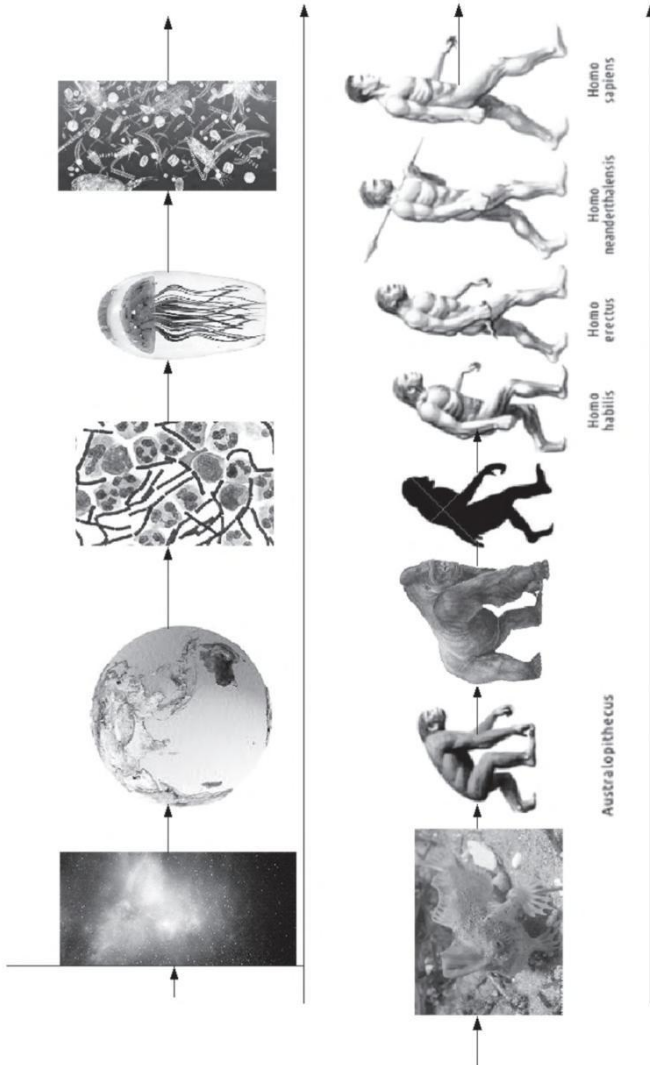 Australopithecus
Homo
habilis
Homo
erectus
Homo
neanderthalensis
Homo
sapiens